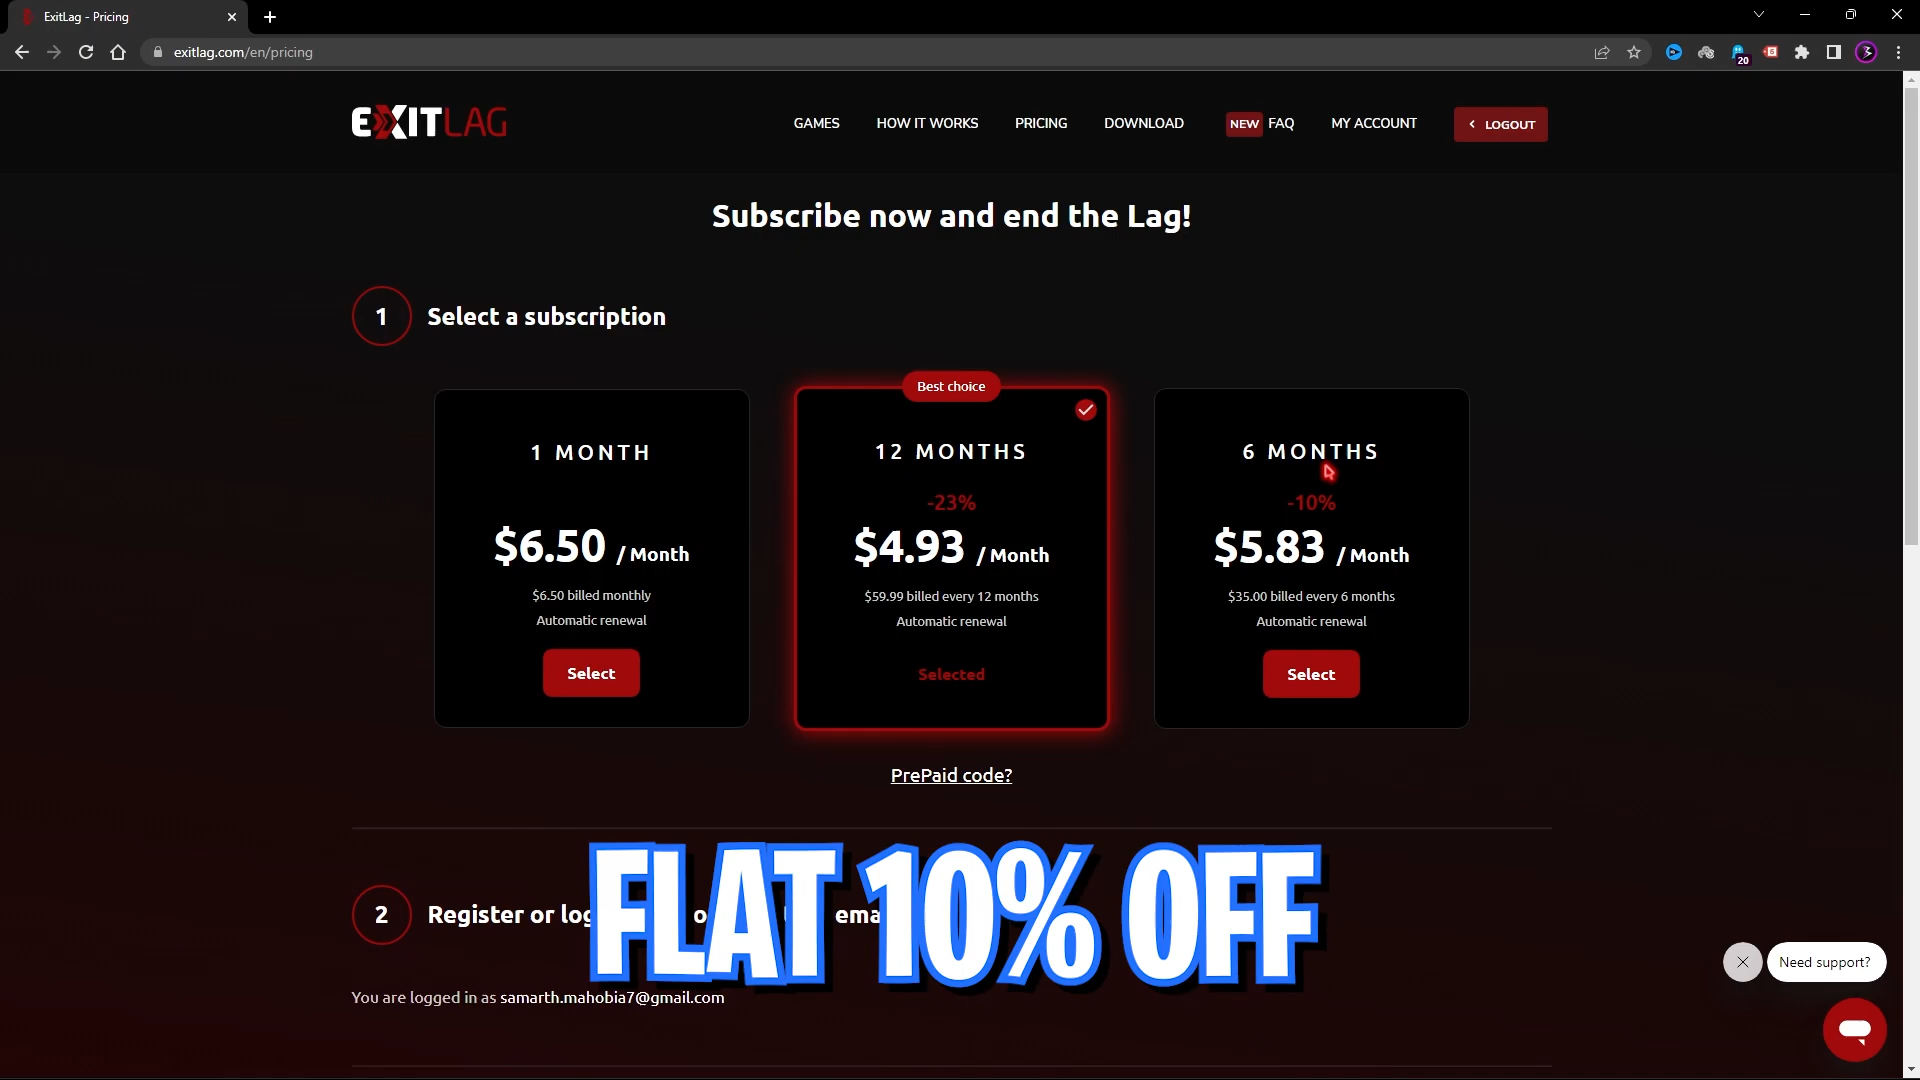 ExitLag - Pricing
exitlag.com/en/pricing
20
EXITLAG
GAMES
HOW IT WORKS
PRICING
DOWNLOAD
NEW FAQ
MY ACCOUNT
LOGOUT
Subscribe now and end the Lag!
1 Select a subscription
1 MONTH
$6.50 / Month
$6.50 billed monthly
Automatic renewal
Select
Best choice
12 MONTHS
-23%
$4.93 / Month
$59.99 billed every 12 months
Automatic renewal
Selected
6 MONTHS
-10%
$5.83 / Month
$35.00 billed every 6 months
Automatic renewal
Select
PrePaid code?
FLAT 10% OFF
2 Register or
You are logged in as samarth.mahobia7@gmail.com
Need support?